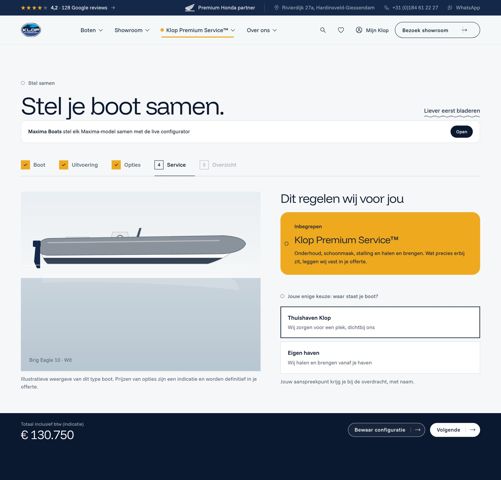 4,2 · 128 Google reviews →
Premium Honda partner
Rivierdijk 27a, Hardinxveld-Giessendam
+31 (0)184 61 22 27
WhatsApp
KLOP
Boten
Showroom
Klop Premium Service™
Over ons
Mijn Klop
Bezoek showroom →
Stel samen
Stel je boot samen.
Liever eerst bladeren
Maxima Boats stel elk Maxima-model samen met de live configurator
Open
Boot
Uitvoering
Opties
4 Service
5 Overzicht
Brig Eagle 10 · Wit
Illustratieve weergave van dit type boot. Prijzen van opties zijn een indicatie en worden definitief in je
offerte.
Dit regelen wij voor jou
Inbegrepen
Klop Premium Service™
Onderhoud, schoonmaak, stalling en halen en brengen. Wat precies erbij
zit, leggen wij vast in je offerte.
Jouw enige keuze: waar staat je boot?
Thuishaven Klop
Wij zorgen voor een plek, dichtbij ons
Eigen haven
Wij halen en brengen vanaf je haven
Jouw aanspreekpunt krijg je bij de overdracht, met naam.
Totaal inclusief btw (indicatie)
€ 130.750
Bewaar configuratie →
Volgende →